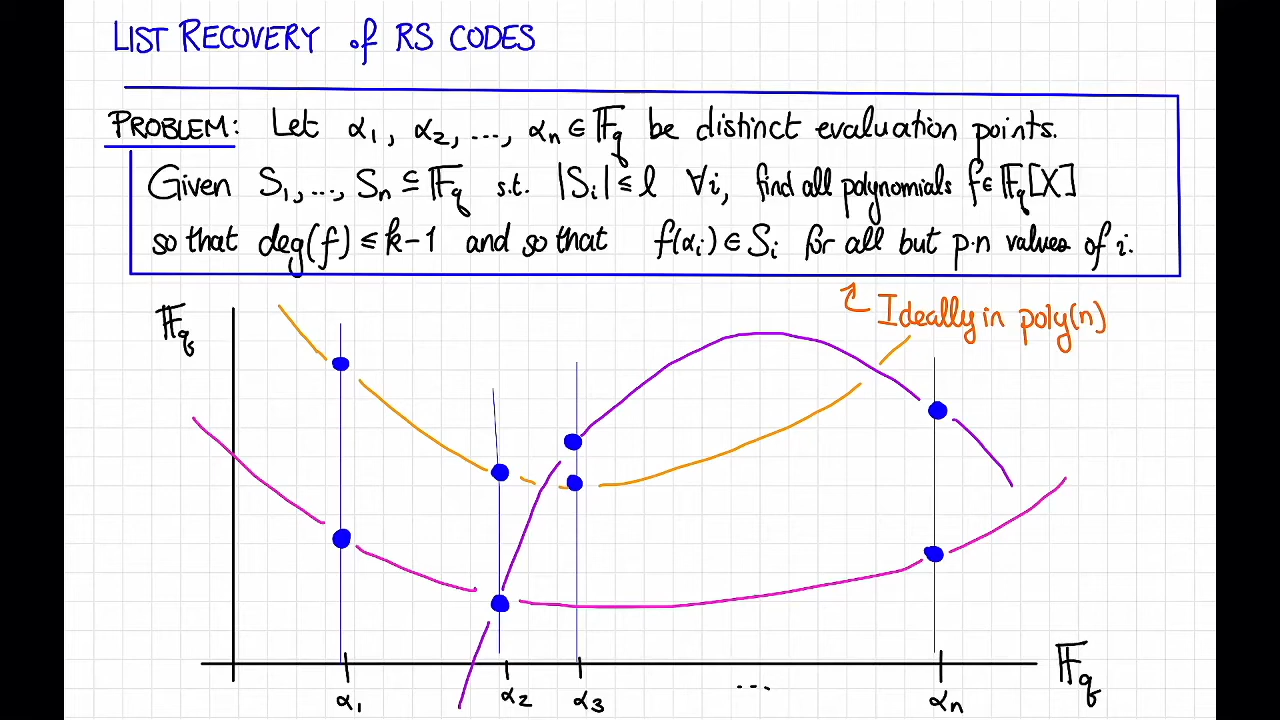 LIST RECOVERY of RS CODES
PROBLEM: Let α₁, α₂, ..., αₙ ∈ 𝔽q be distinct evaluation points.
Given S₁, ..., Sₙ ⊆ 𝔽q s.t. |Sᵢ| ≤ l ∀i, find all polynomials f ∈ 𝔽q[X]
so that deg(f) ≤ k-1 and so that f(αᵢ) ∈ Sᵢ for all but p·n values of i.
Ideally in poly(n)
𝔽q
𝔽q
α₁ α₂ α₃ ... αₙ